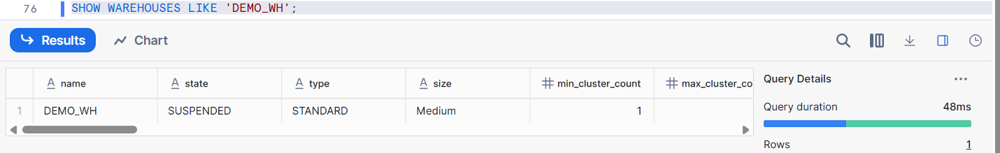 76 SHOW WAREHOUSES LIKE 'DEMO_WH';
Results Chart
name state type size min_cluster_count max_cluster_co
1 DEMO_WH SUSPENDED STANDARD Medium 1
Query Details
Query duration 48ms
Rows 1